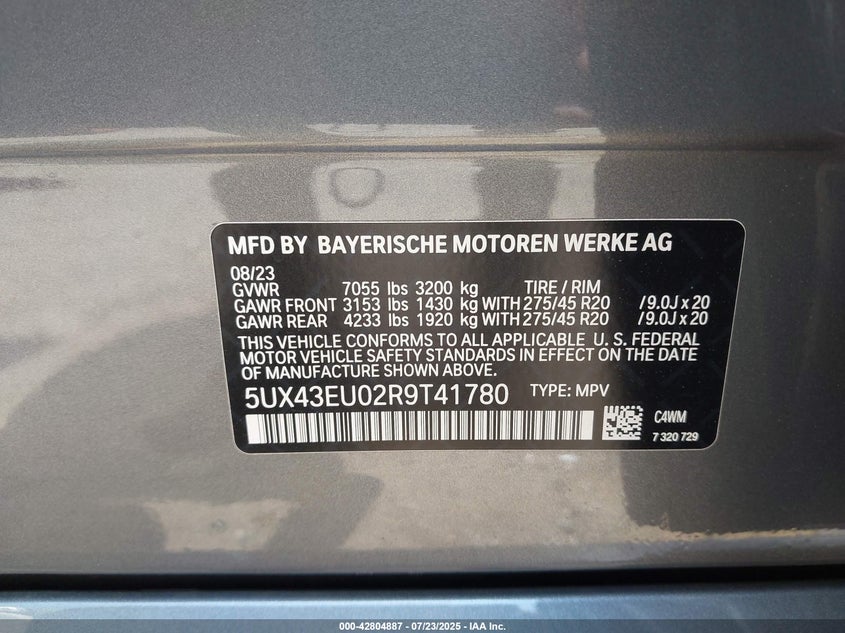 MFD BY BAYERISCHE MOTOREN WERKE AG
08/23
GVWR 7055 lbs 3200 kg TIRE / RIM
GAWR FRONT 3153 lbs 1430 kg WITH 275/45 R20 /9.0J x 20
GAWR REAR 4233 lbs 1920 kg WITH 275/45 R20 /9.0J x 20
THIS VEHICLE CONFORMS TO ALL APPLICABLE U. S. FEDERAL
MOTOR VEHICLE SAFETY STANDARDS IN EFFECT ON THE DATE
OF MANUFACTURE SHOWN ABOVE.
5UX43EU02R9T41780 TYPE: MPV
C4WM
7 320 729
000-42804887 - 07/23/2025 - IAA Inc.